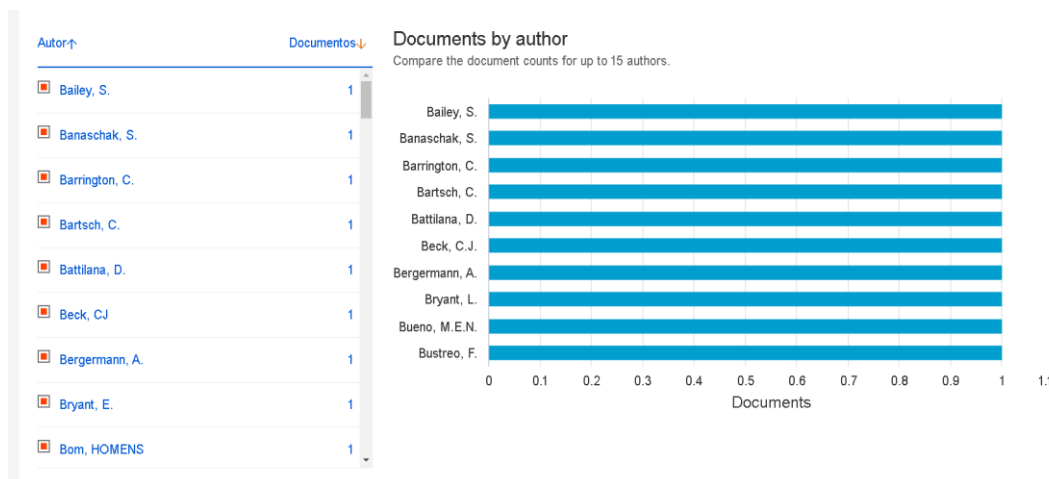 Autor↑ Documentos↓
Bailey, S. 1
Banaschak, S. 1
Barrington, C. 1
Bartsch, C. 1
Battilana, D. 1
Beck, CJ 1
Bergermann, A. 1
Bryant, E. 1
Bom, HOMENS 1
Documents by author
Compare the document counts for up to 15 authors.
Bailey, S.
Banaschak, S.
Barrington, C.
Bartsch, C.
Battilana, D.
Beck, C.J.
Bergermann, A.
Bryant, L.
Bueno, M.E.N.
Bustreo, F.
0 0.1 0.2 0.3 0.4 0.5 0.6 0.7 0.8 0.9 1
Documents